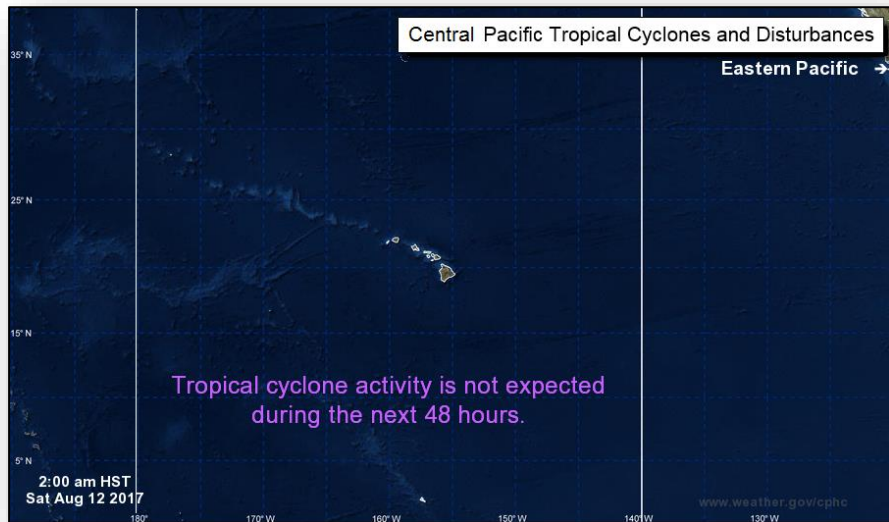 Central Pacific Tropical Cyclones and Disturbances
Eastern Pacific →
35° N
25° N
15° N
5° N
Tropical cyclone activity is not expected
during the next 48 hours.
2:00 am HST
Sat Aug 12 2017
www.weather.gov/cphc
180°
170° W
160° W
150° W
140° W
130° W